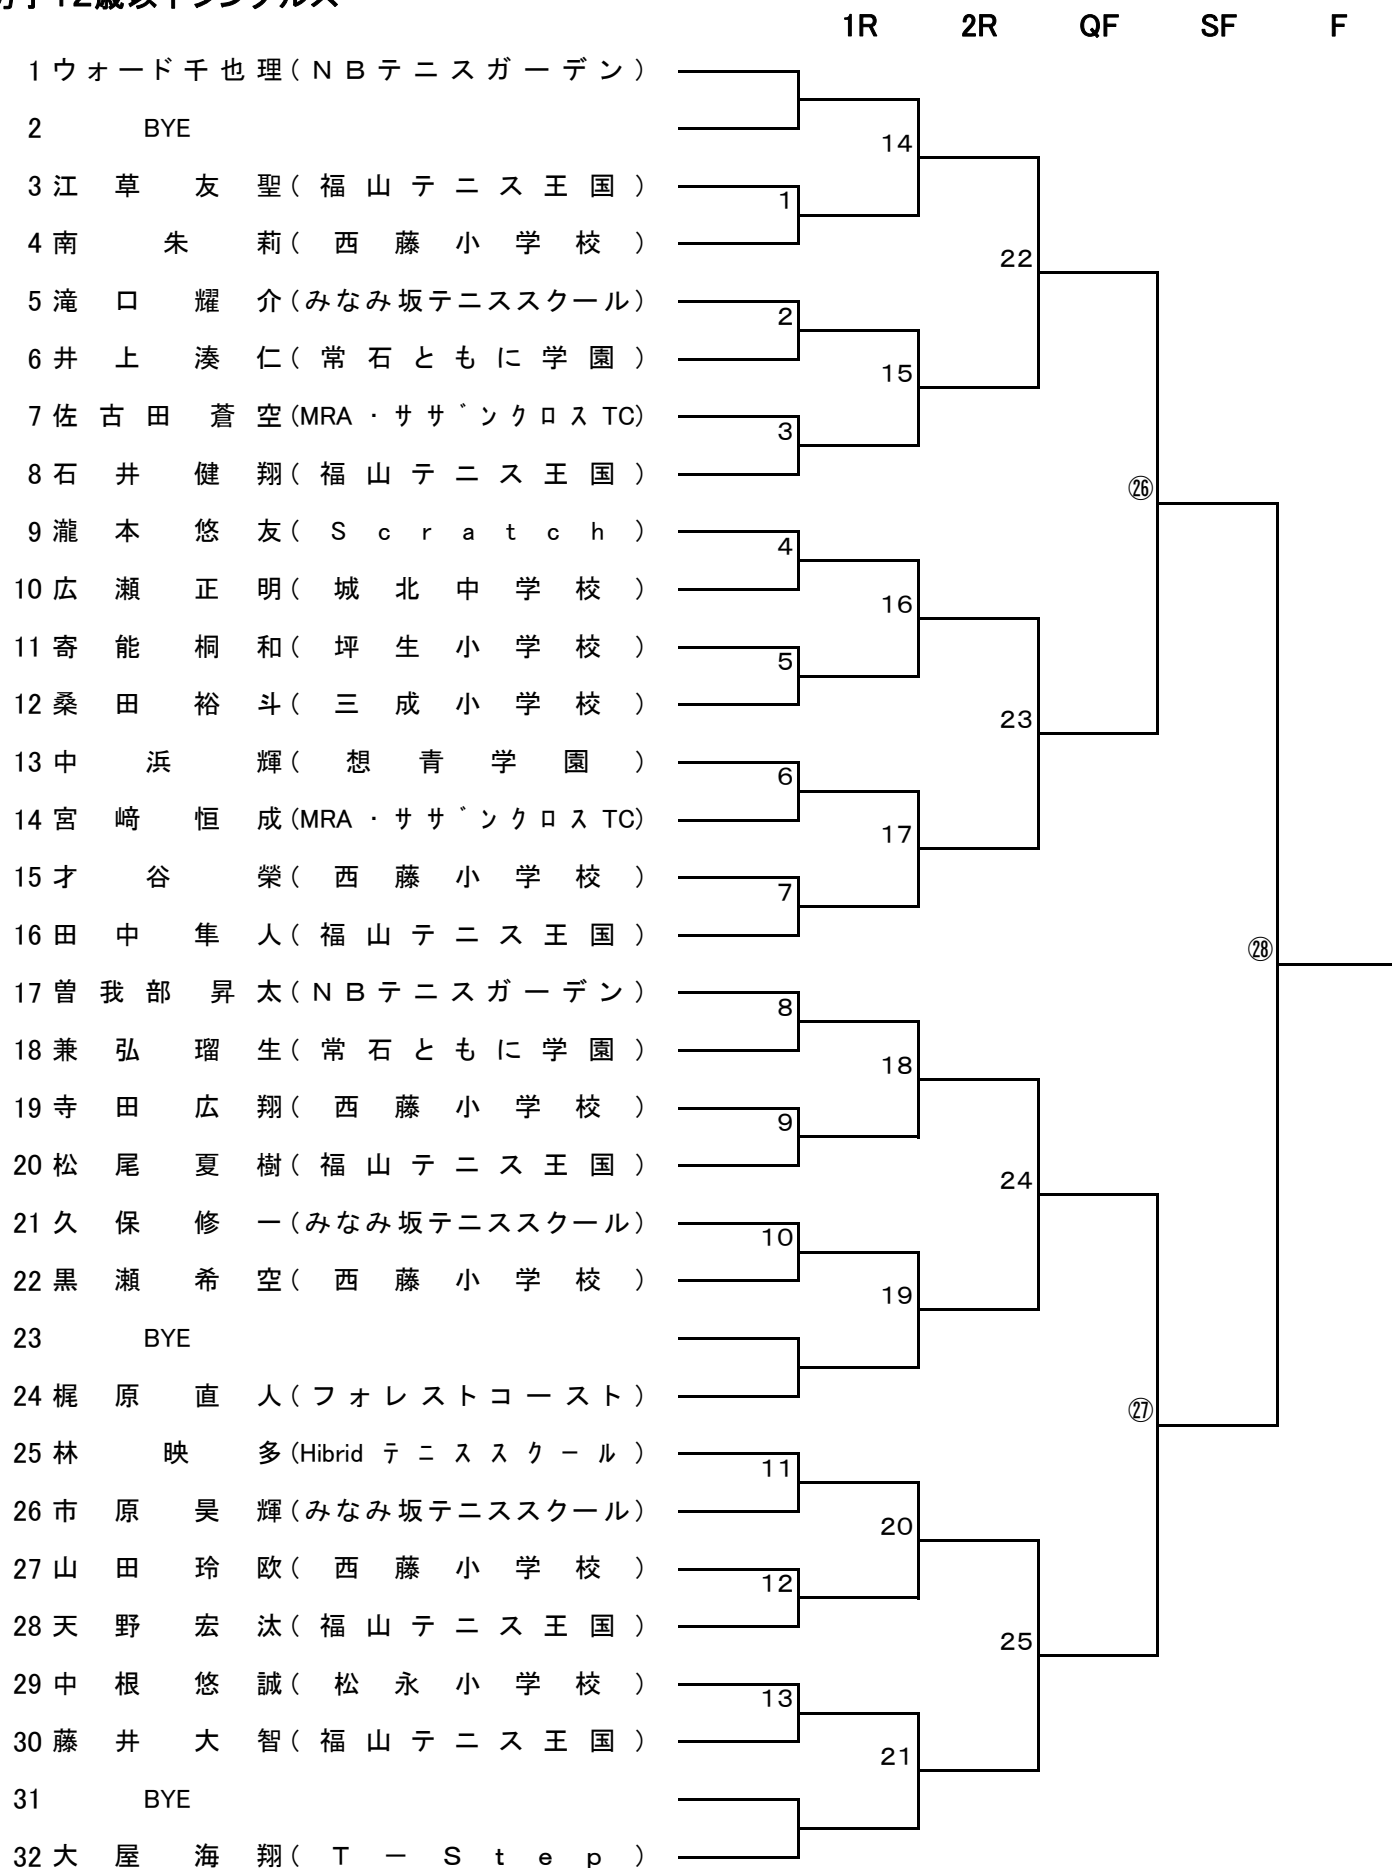 12歳以下シングルス
1R 2R QF SF F
1 ウォード千也理(NBテニスガーデン)
2 BYE
14
3 江草友聖(福山テニス王国)
1
4 南朱莉(西藤小学校)
22
5 滝口耀介(みなみ坂テニススクール)
2
6 井上湊仁(常石ともに学園)
15
7 佐古田蒼空(MRA・ササ゛ンクロスTC)
3
8 石井健翔(福山テニス王国)
㉖
9 瀧本悠友(Scratch)
4
10 広瀬正明(城北中学校)
16
11 寄能桐和(坪生小学校)
5
12 桑田裕斗(三成小学校)
23
13 中浜輝(想青学園)
6
14 宮﨑恒成(MRA・ササ゛ンクロスTC)
17
15 才谷榮(西藤小学校)
7
16 田中隼人(福山テニス王国)
㉘
17 曽我部昇太(NBテニスガーデン)
8
18 兼弘瑠生(常石ともに学園)
18
19 寺田広翔(西藤小学校)
9
20 松尾夏樹(福山テニス王国)
24
21 久保修一(みなみ坂テニススクール)
10
22 黒瀬希空(西藤小学校)
19
23 BYE
24 梶原直人(フォレストコースト)
㉗
25 林映多(Hibridテニススクール)
11
26 市原昊輝(みなみ坂テニススクール)
20
27 山田玲欧(西藤小学校)
12
28 天野宏汰(福山テニス王国)
25
29 中根悠誠(松永小学校)
13
30 藤井大智(福山テニス王国)
21
31 BYE
32 大屋海翔(T-Step)